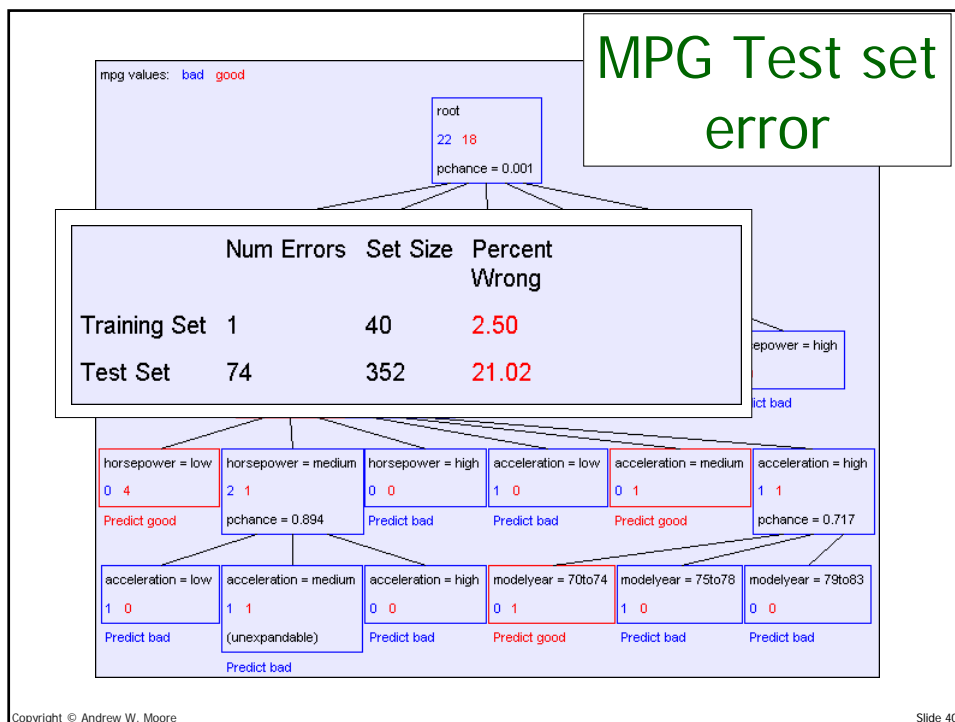 MPG Test set
error
mpg values: bad good
root
22 18
pchance = 0.001
Num Errors Set Size Percent
Wrong
Training Set 1 40 2.50
Test Set 74 352 21.02
= high
Predict bad
horsepower = low horsepower = medium horsepower = high acceleration = low acceleration = medium acceleration = high
0 4 2 1 0 0 1 0 0 1 1 1
Predict good pchance = 0.894 Predict bad Predict bad Predict good pchance = 0.717
acceleration = low acceleration = medium acceleration = high modelyear = 70to74 modelyear = 75to78 modelyear = 79to83
1 0 1 1 0 0 0 1 1 0 0 0
Predict bad (unexpandable) Predict bad Predict good Predict bad Predict bad
Predict bad
Copyright © Andrew W. Moore Slide 40